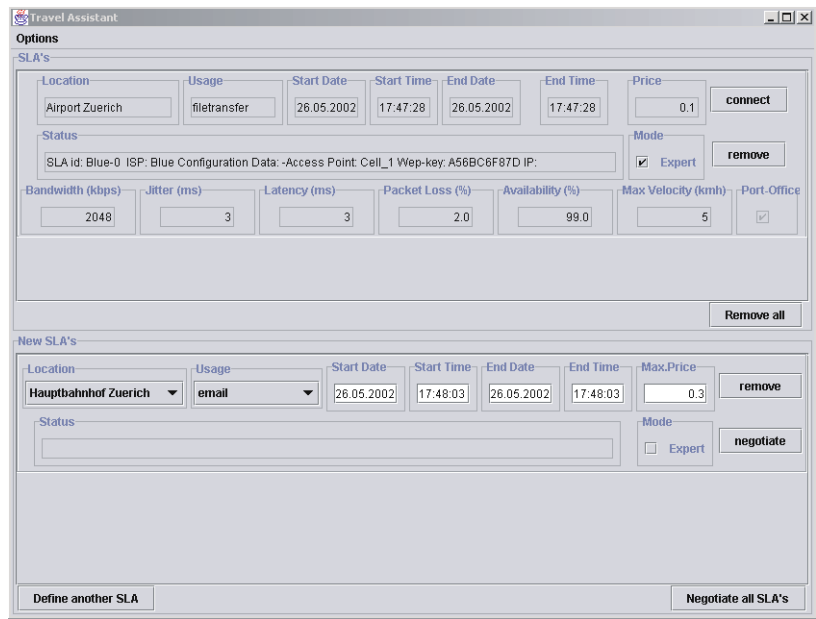 Travel Assistant
Options
SLA's
Location Usage Start Date Start Time End Date End Time Price
Airport Zuerich filetransfer 26.05.2002 17:47:28 26.05.2002 17:47:28 0.1 connect
Status Mode
SLA id: Blue-0 ISP: Blue Configuration Data: -Access Point: Cell_1 Wep-key: A56BC6F87D IP: Expert remove
Bandwidth (kbps) Jitter (ms) Latency (ms) Packet Loss (%) Availability (%) Max Velocity (kmh) Port-Office
2048 3 3 2.0 99.0 5
Remove all
New SLA's
Location Usage Start Date Start Time End Date End Time Max.Price
Hauptbahnhof Zuerich email 26.05.2002 17:48:03 26.05.2002 17:48:03 0.3 remove
Status Mode
Expert negotiate
Define another SLA Negotiate all SLA's